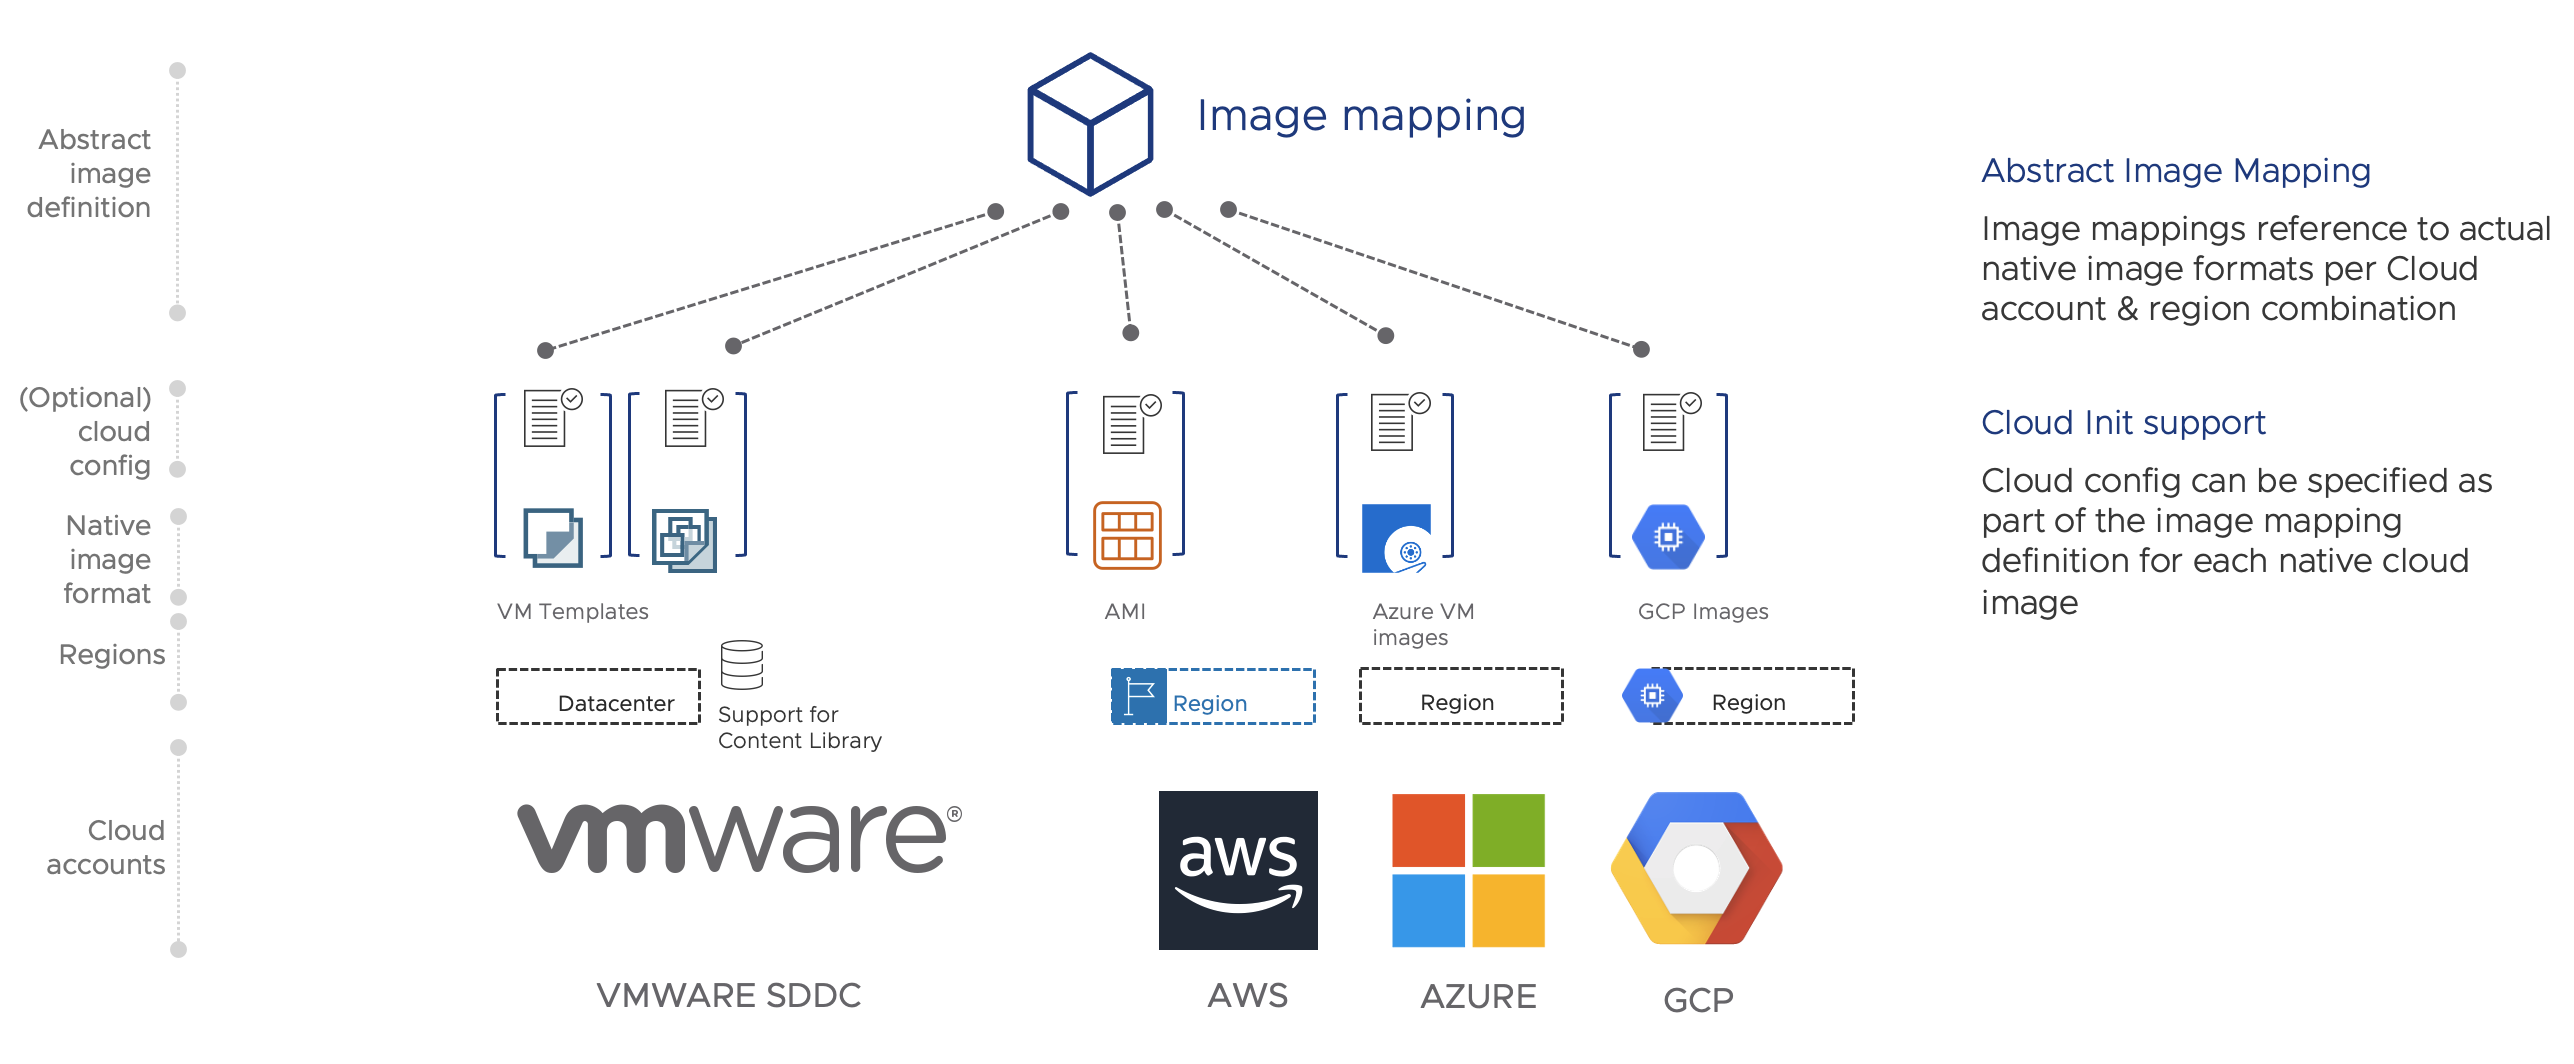 Image mapping
Abstract
image
definition
(Optional)
cloud
config
Native
image
format
Regions
Cloud
accounts
VM Templates
AMI
Azure VM
images
GCP Images
Datacenter
Support for
Content Library
Region
Region
Region
vmware®
aws
VMWARE SDDC
AWS
AZURE
GCP
Abstract Image Mapping
Image mappings reference to actual
native image formats per Cloud
account & region combination
Cloud Init support
Cloud config can be specified as
part of the image mapping
definition for each native cloud
image